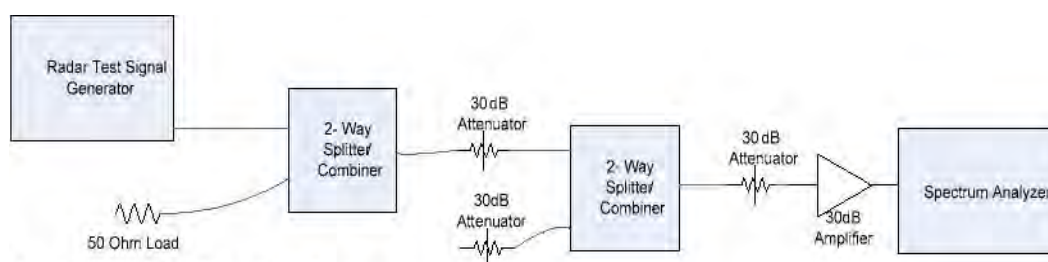 Radar Test Signal
Generator
50 Ohm Load
2- Way
Splitter/
Combiner
30dB
Attenuator
30dB
Attenuator
2- Way
Splitter/
Combiner
30dB
Attenuator
30dB
Amplifier
Spectrum Analyzer